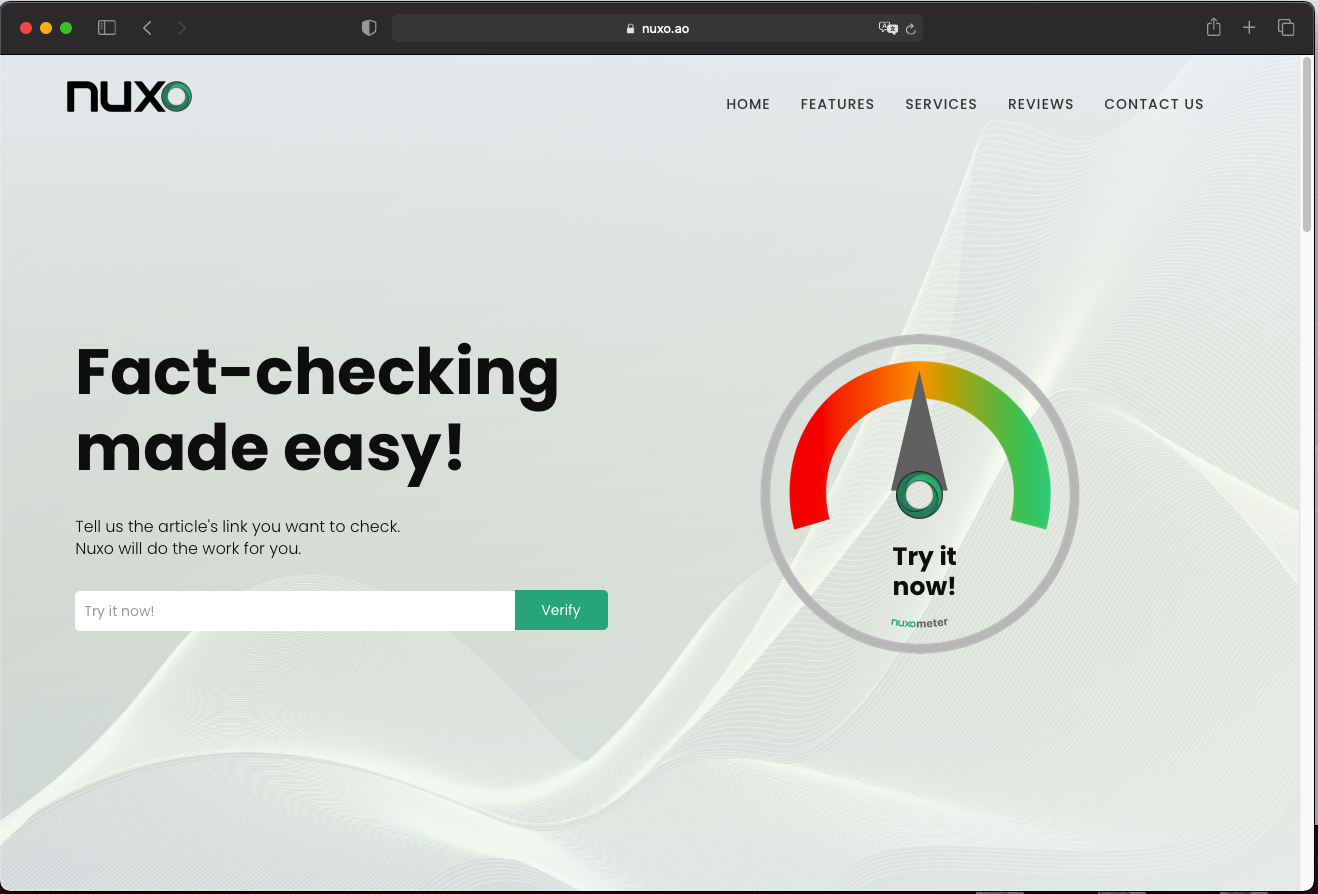 nuxo.ao
nuxo
HOME FEATURES SERVICES REVIEWS CONTACT US
Fact-checking
made easy!
Tell us the article's link you want to check.
Nuxo will do the work for you.
Try it now!
Verify
Try it
now!
nuxometer